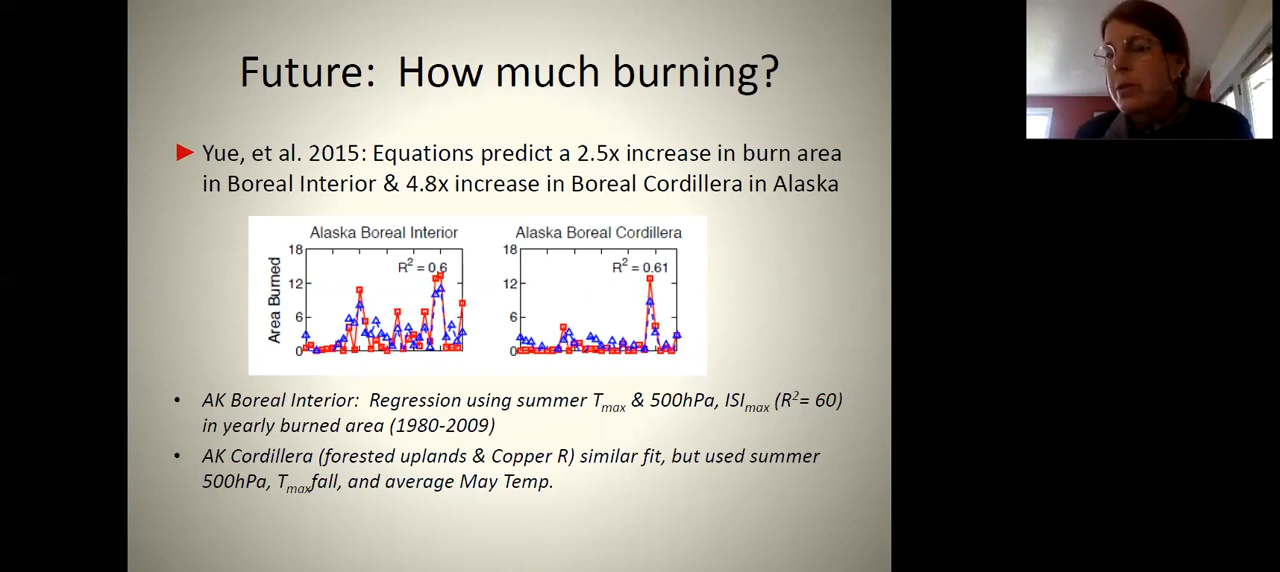 Future: How much burning?
► Yue, et al. 2015: Equations predict a 2.5x increase in burn area
in Boreal Interior & 4.8x increase in Boreal Cordillera in Alaska
Alaska Boreal Interior
Alaska Boreal Cordillera
18
R² = 0.6
12
6
0
Area Burned
18
R² = 0.61
12
6
0
• AK Boreal Interior: Regression using summer Tmax & 500hPa, ISImax (R²= 60)
in yearly burned area (1980-2009)
• AK Cordillera (forested uplands & Copper R) similar fit, but used summer
500hPa, Tmaxfall, and average May Temp.